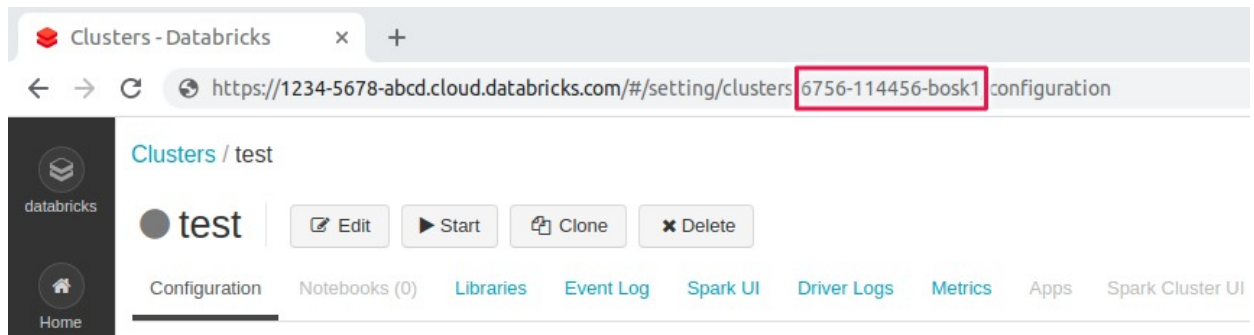 Clusters - Databricks × +
https://1234-5678-abcd.cloud.databricks.com/#/setting/clusters 6756-114456-bosk1 configuration
Clusters / test
databricks
test Edit Start Clone Delete
Configuration Notebooks (0) Libraries Event Log Spark UI Driver Logs Metrics Apps Spark Cluster UI
Home